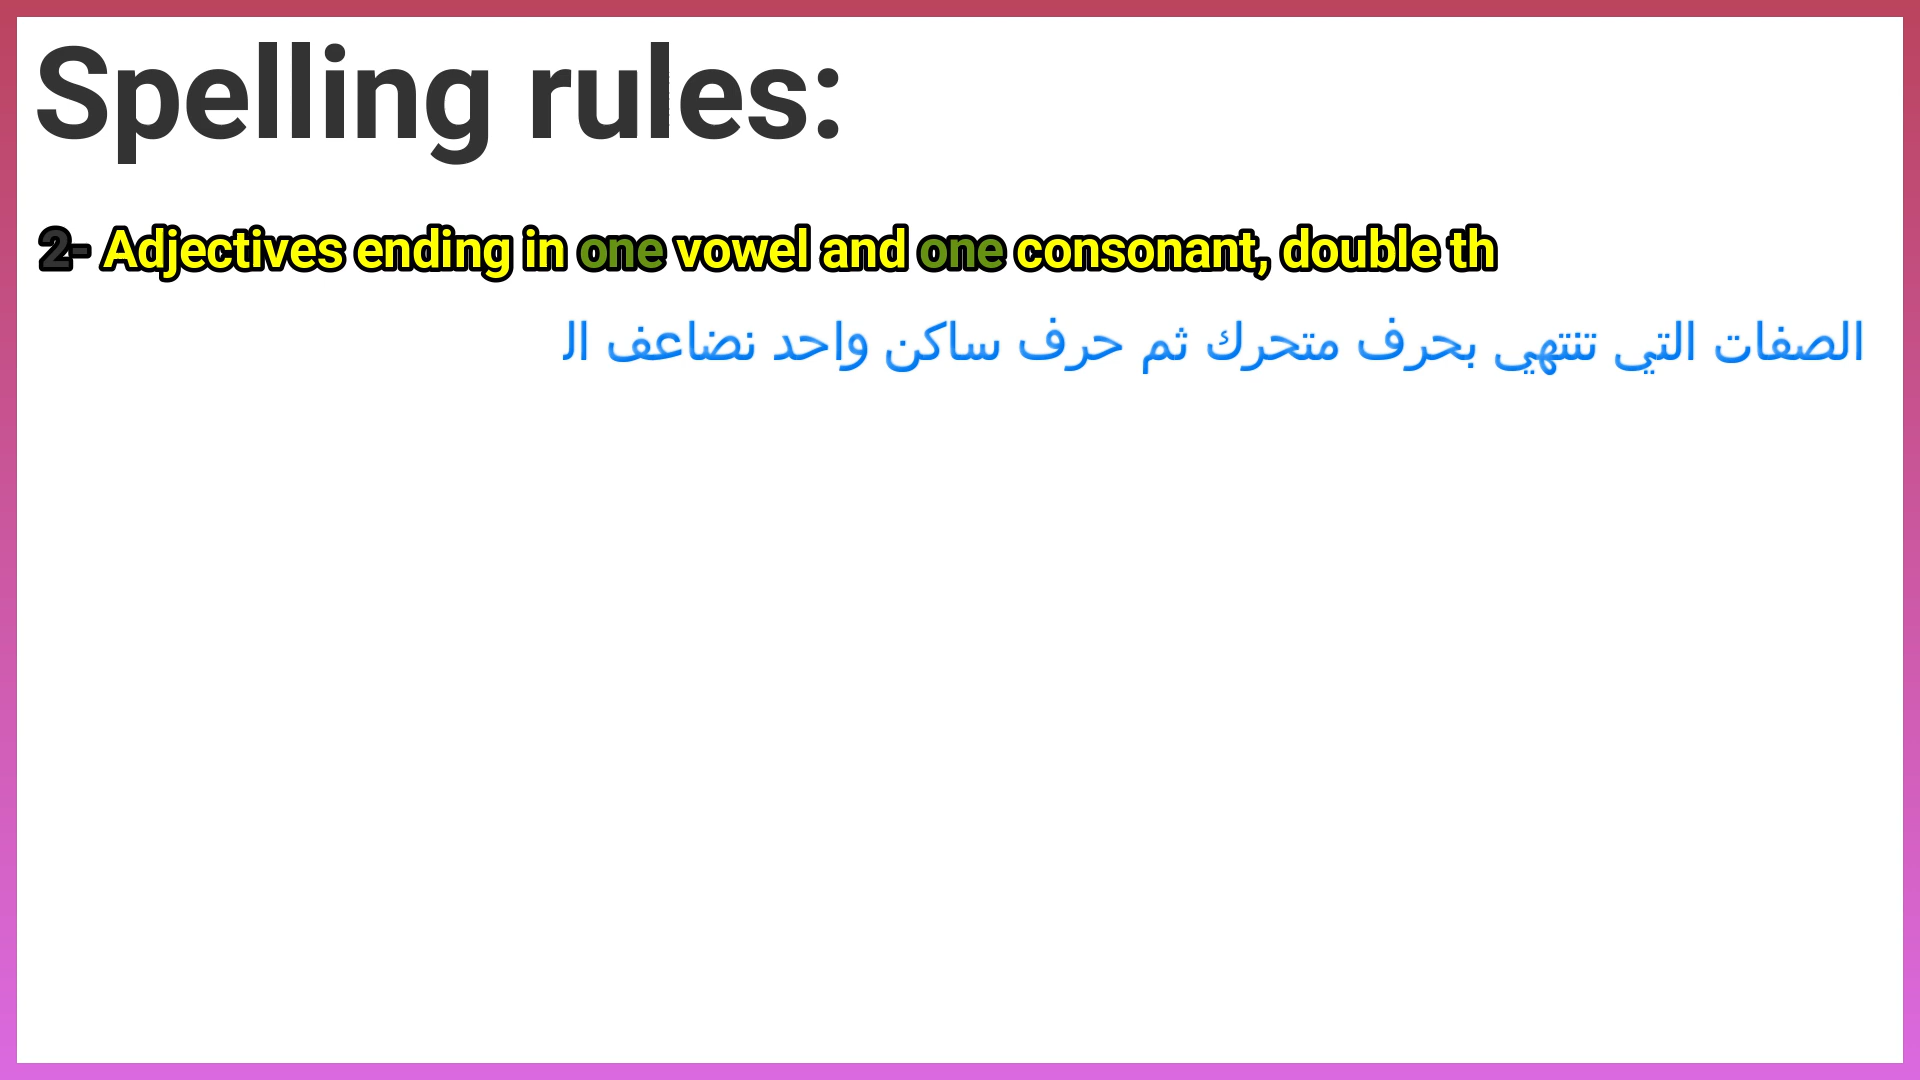 Spelling rules:
2- Adjectives ending in one vowel and one consonant, double th
الصفات التي تنتهي بحرف متحرك ثم حرف ساكن واحد نضاعف ال